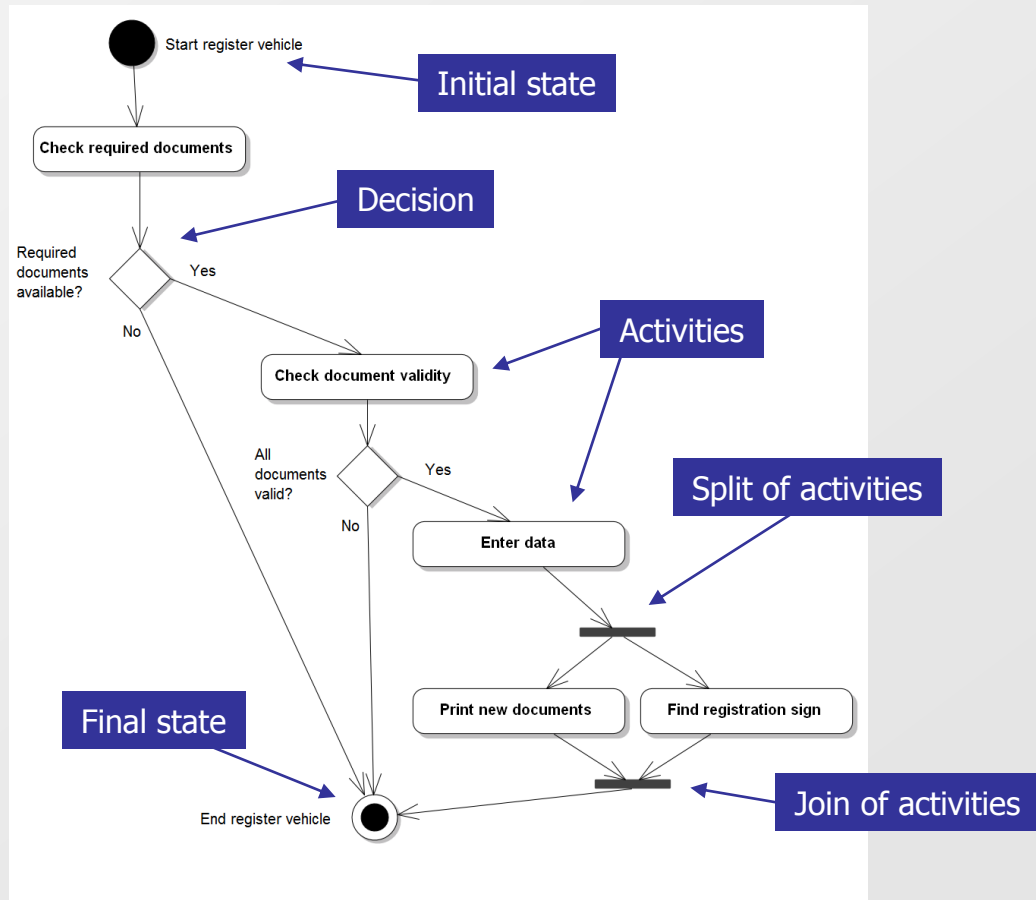 Start register vehicle
Initial state
Check required documents
Decision
Required
documents
available?
Yes
No
Activities
Check document validity
All
documents
valid?
Yes
No
Split of activities
Enter data
Print new documents
Find registration sign
Final state
Join of activities
End register vehicle